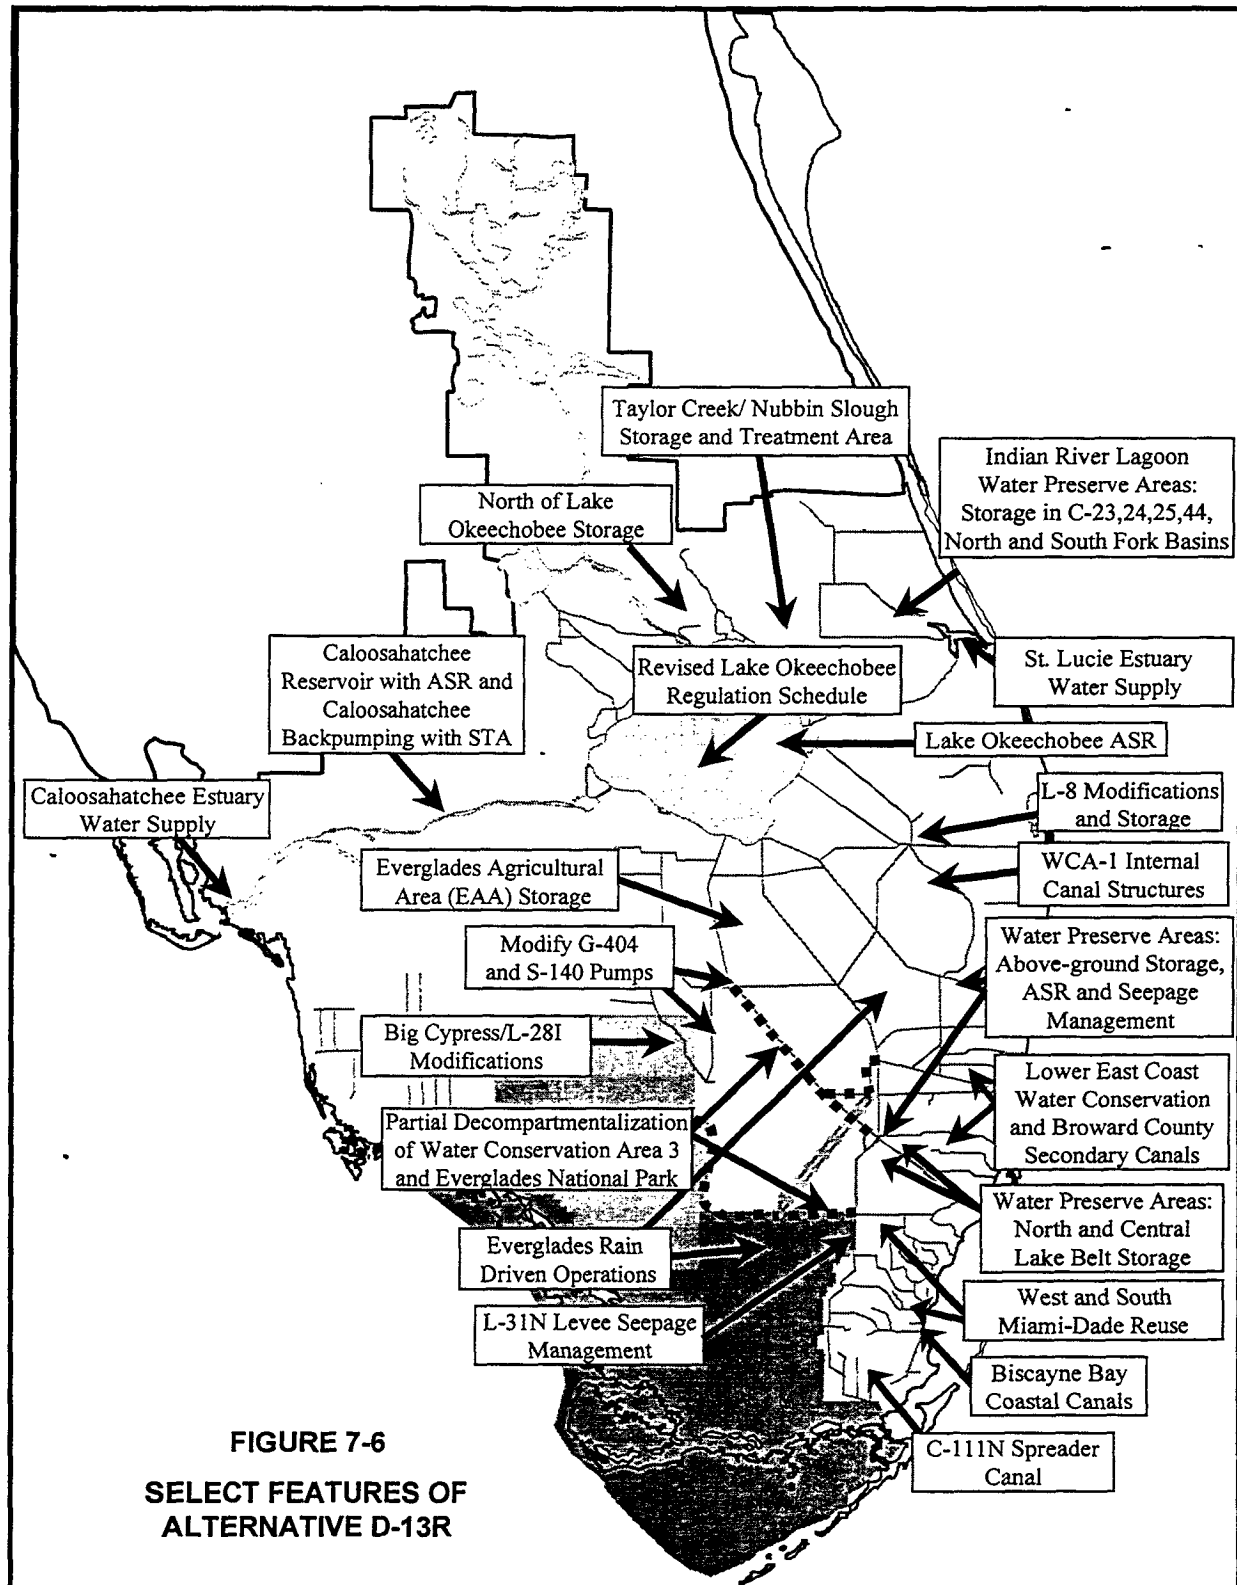 Taylor Creek/ Nubbin Slough
Storage and Treatment Area
Indian River Lagoon
Water Preserve Areas:
Storage in C-23,24,25,44,
North and South Fork Basins
North of Lake
Okeechobee Storage
Caloosahatchee
Reservoir with ASR and
Caloosahatchee
Backpumping with STA
Revised Lake Okeechobee
Regulation Schedule
St. Lucie Estuary
Water Supply
Lake Okeechobee ASR
Caloosahatchee Estuary
Water Supply
L-8 Modifications
and Storage
Everglades Agricultural
Area (EAA) Storage
WCA-1 Internal
Canal Structures
Modify G-404
and S-140 Pumps
Water Preserve Areas:
Above-ground Storage,
ASR and Seepage
Management
Big Cypress/L-28I
Modifications
Lower East Coast
Water Conservation
and Broward County
Secondary Canals
Partial Decompartmentalization
of Water Conservation Area 3
and Everglades National Park
Water Preserve Areas:
North and Central
Lake Belt Storage
Everglades Rain
Driven Operations
West and South
Miami-Dade Reuse
L-31N Levee Seepage
Management
Biscayne Bay
Coastal Canals
C-111N Spreader
Canal
FIGURE 7-6
SELECT FEATURES OF
ALTERNATIVE D-13R